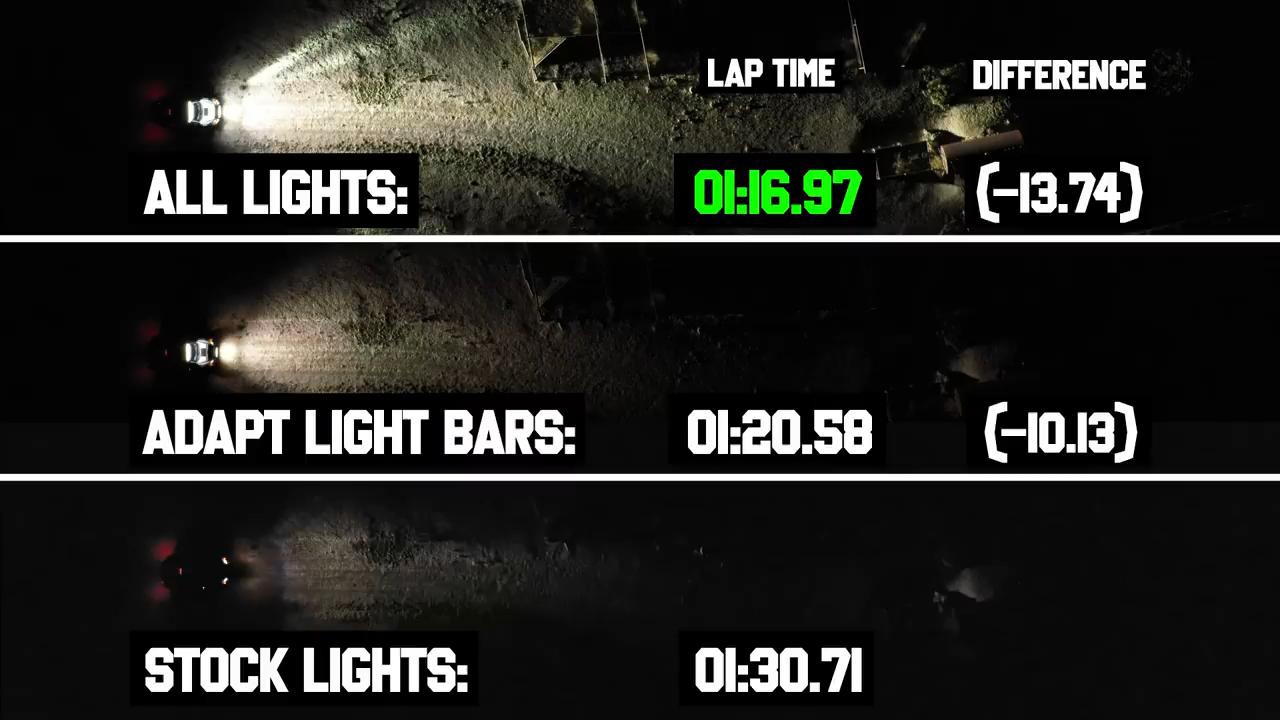 LAP TIME DIFFERENCE
ALL LIGHTS: 01:16.97 (-13.74)
ADAPT LIGHT BARS: 01:20.58 (-10.13)
STOCK LIGHTS: 01:30.71